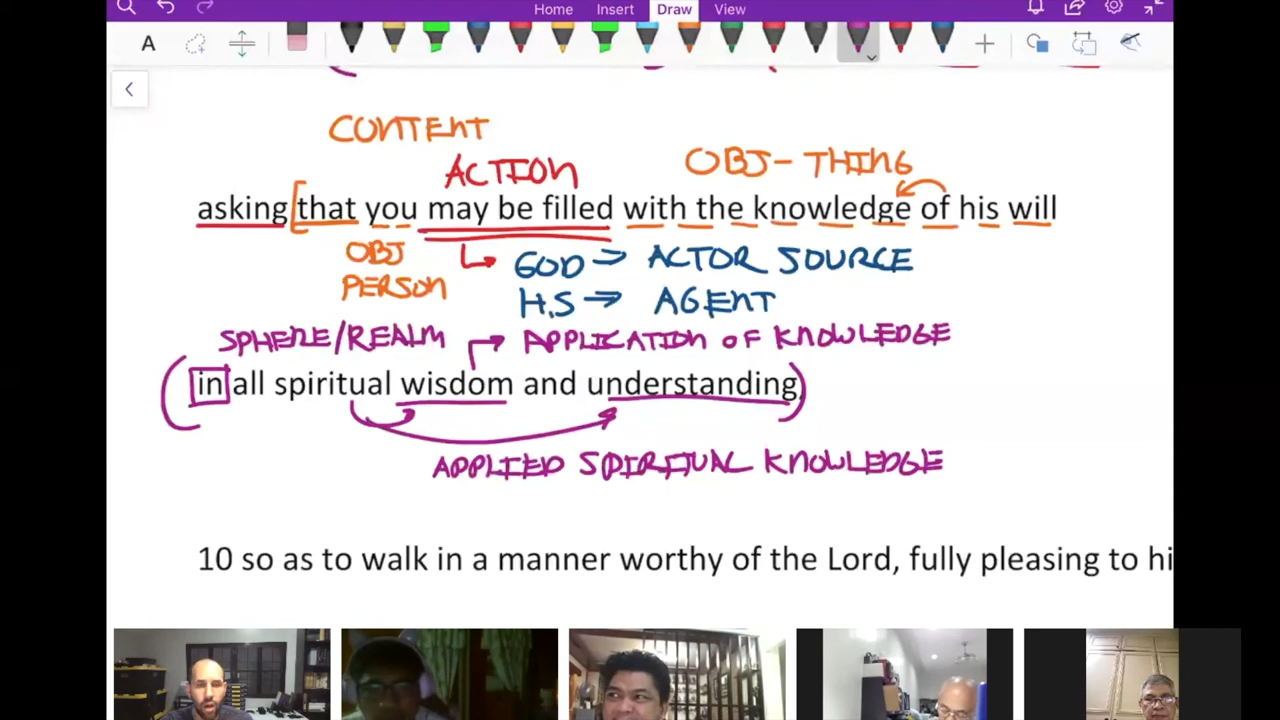 Home Insert Draw View
A
CONTENT
ACTION OBJ-THING
asking [that you may be filled with the knowledge of his will
OBJ PERSON
GOD → ACTOR SOURCE
H.S → AGENT
SPHERE/REALM → APPLICATION OF KNOWLEDGE
(in all spiritual wisdom and understanding,)
APPLIED SPIRITUAL KNOWLEDGE
10 so as to walk in a manner worthy of the Lord, fully pleasing to hi